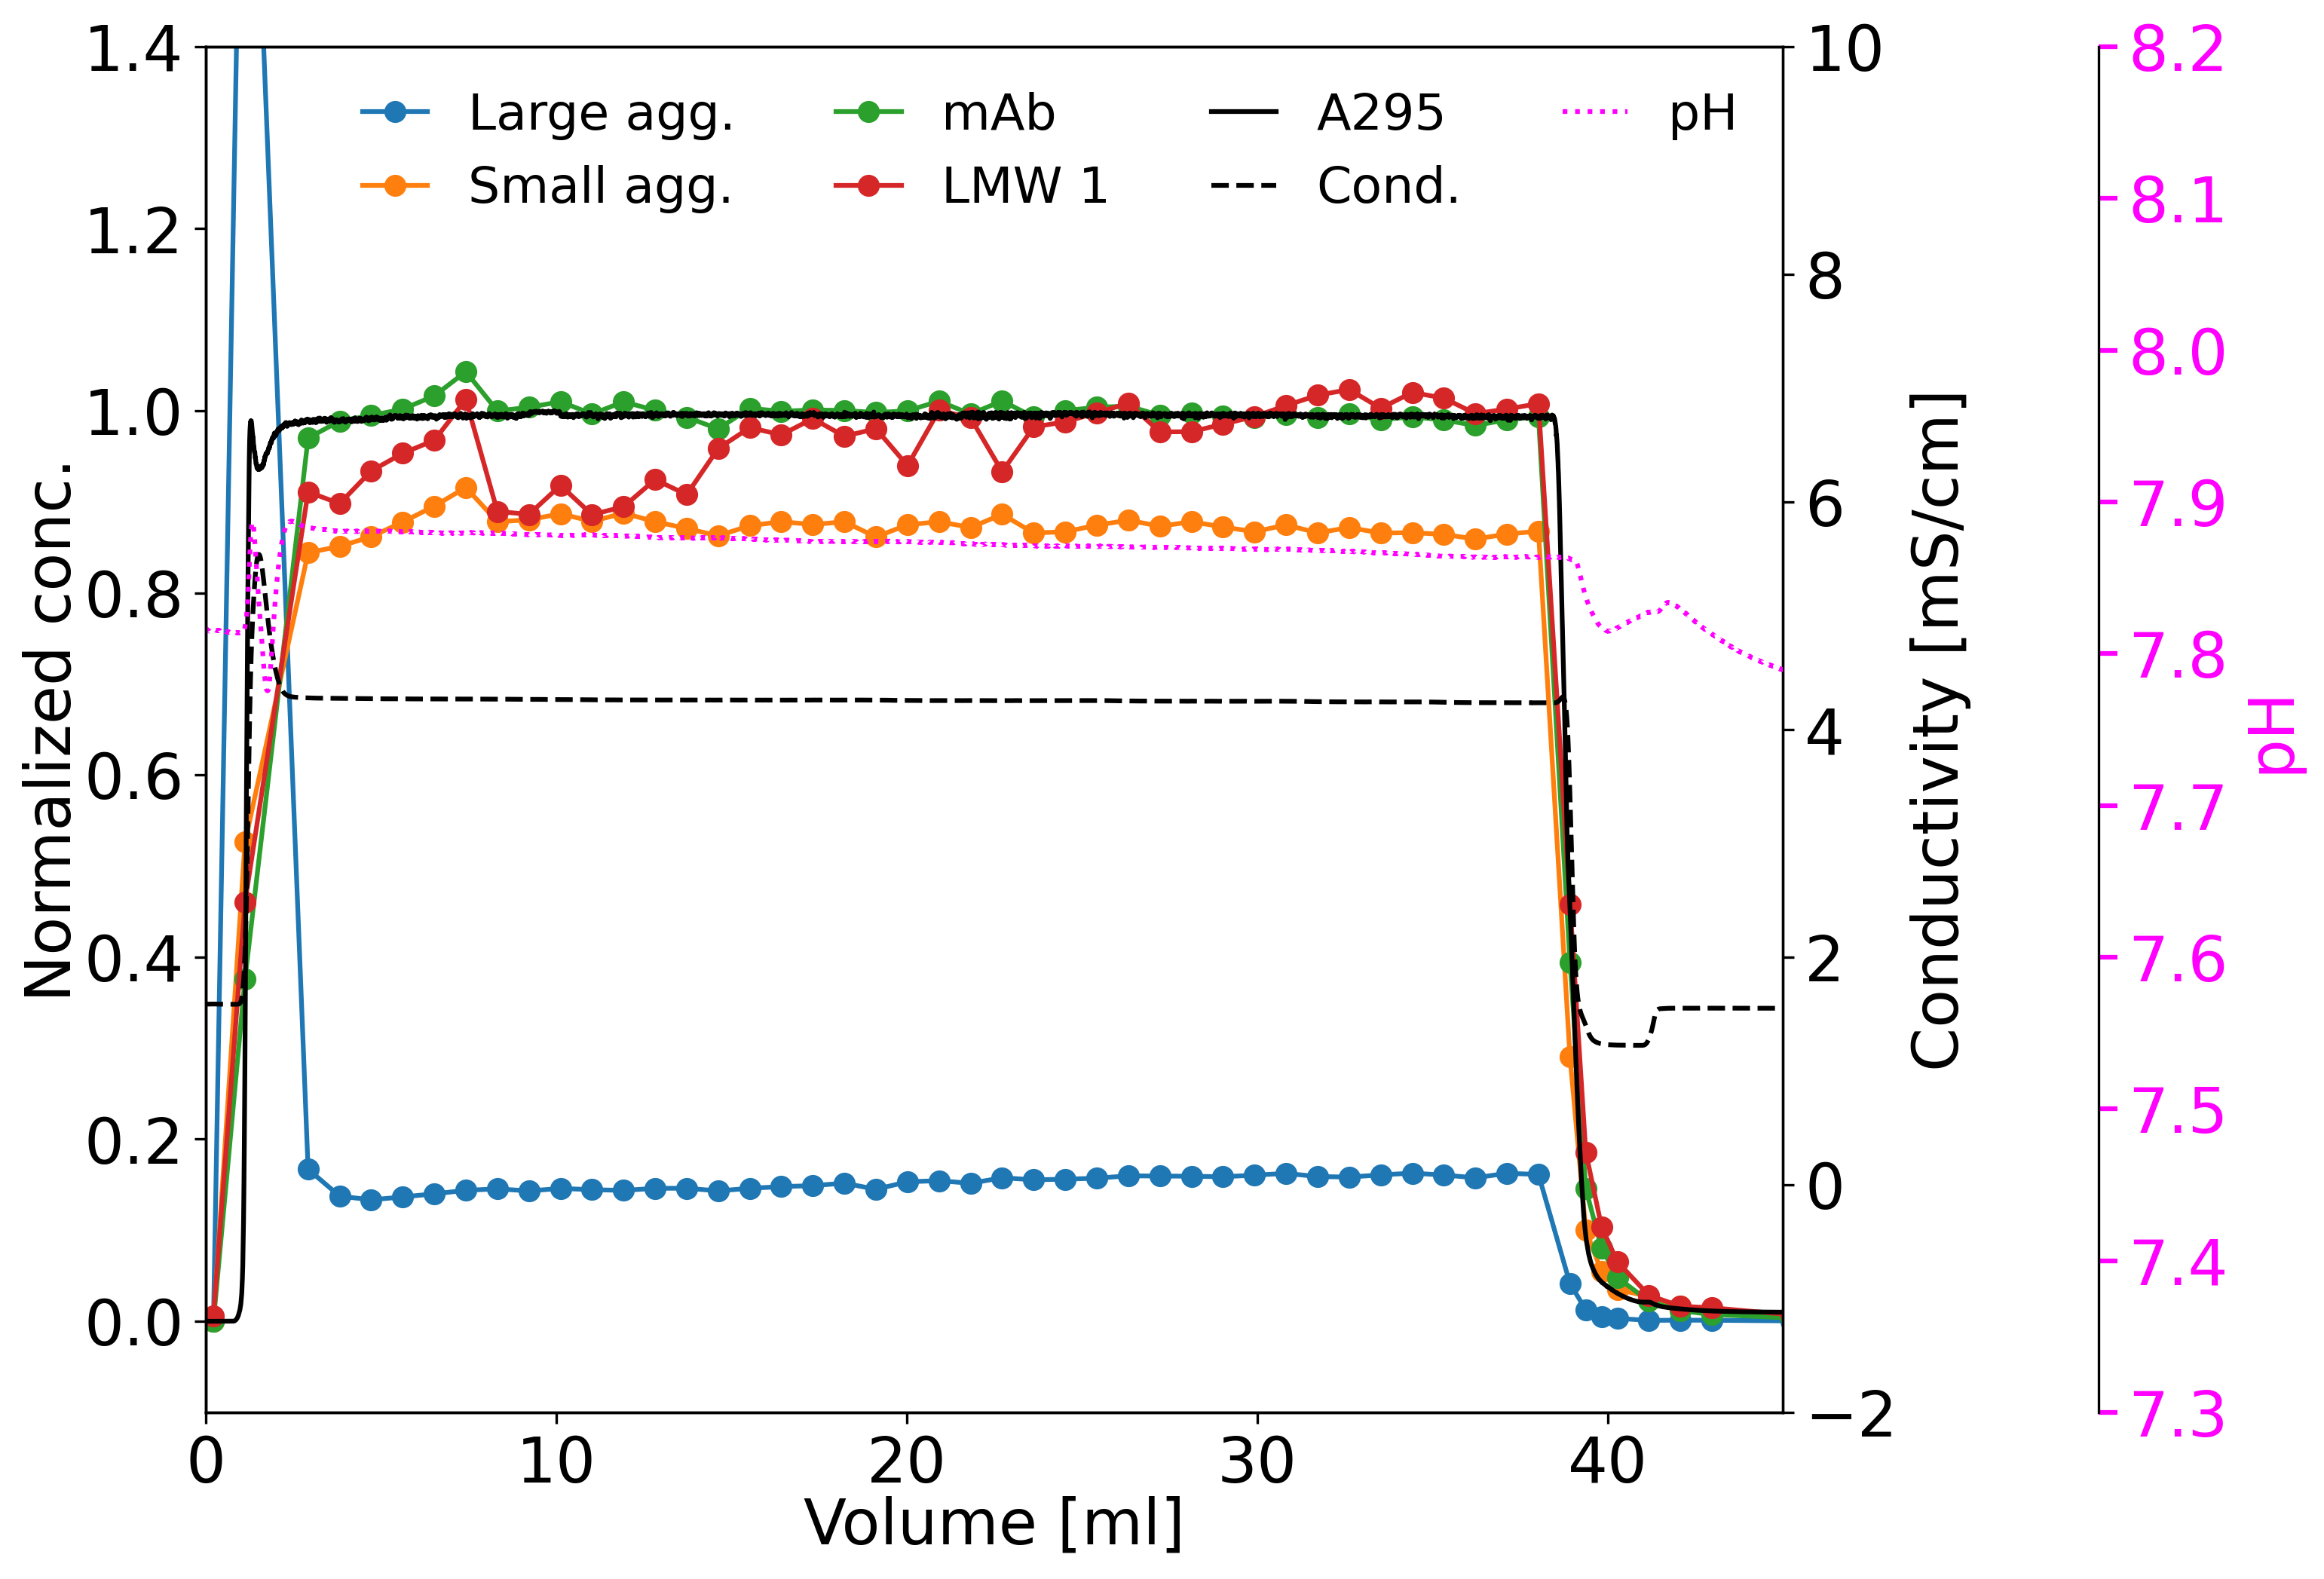 Normalized conc.
1.4
1.2
1.0
0.8
0.6
0.4
0.2
0.0
Large agg.
Small agg.
mAb
LMW 1
A295
Cond.
pH
0
10
20
30
40
Volume [ml]
10
8
6
4
2
0
−2
Conductivity [mS/cm]
8.2
8.1
8.0
7.9
7.8
7.7
7.6
7.5
7.4
7.3
pH